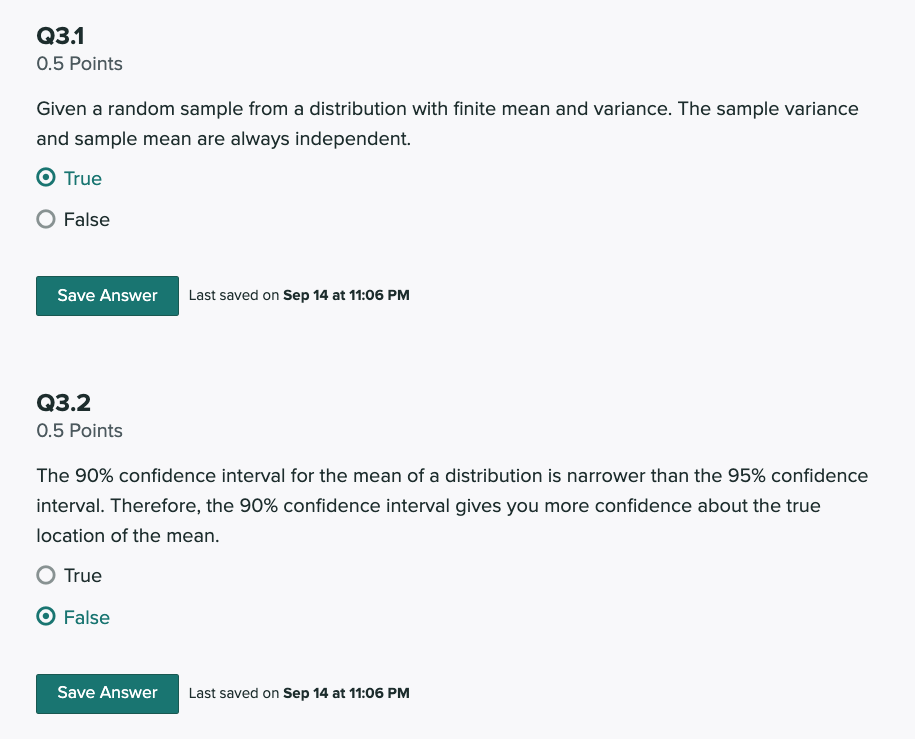 Q3.1
0.5 Points
Given a random sample from a distribution with finite mean and variance. The sample variance
and sample mean are always independent.
True
False
Save Answer Last saved on Sep 14 at 11:06 PM
Q3.2
0.5 Points
The 90% confidence interval for the mean of a distribution is narrower than the 95% confidence
interval. Therefore, the 90% confidence interval gives you more confidence about the true
location of the mean.
True
False
Save Answer Last saved on Sep 14 at 11:06 PM